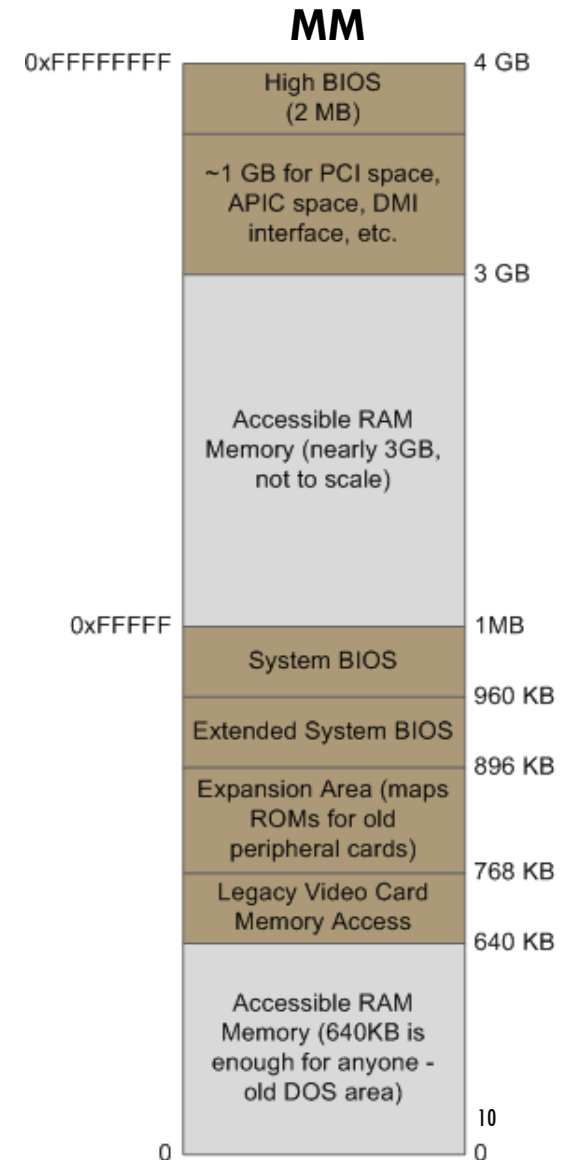 MM
0xFFFFFFFF
4 GB
High BIOS
(2 MB)
~1 GB for PCI space,
APIC space, DMI
interface, etc.
3 GB
Accessible RAM
Memory (nearly 3GB,
not to scale)
0xFFFFF
1MB
System BIOS
960 KB
Extended System BIOS
896 KB
Expansion Area (maps
ROMs for old
peripheral cards)
768 KB
Legacy Video Card
Memory Access
640 KB
Accessible RAM
Memory (640KB is
enough for anyone -
old DOS area)
10
0
0